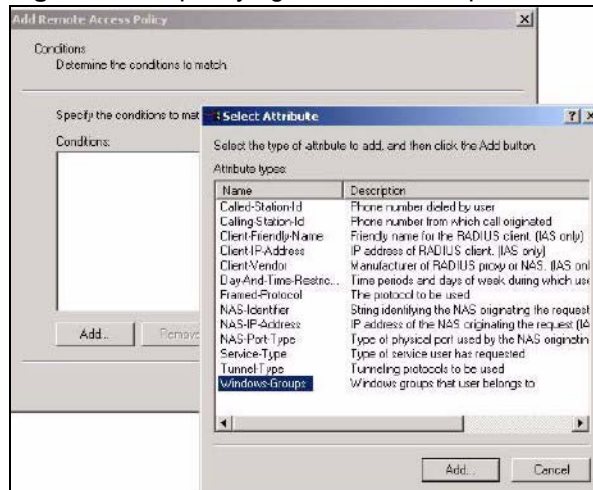 Add Remote Access Policy
Conditions
Determine the conditions to match.
Specify the conditions to mat
Conditions:
Add...
Remove
Select Attribute
Select the type of attribute to add, and then click the Add button.
Attribute types:
Name Description
Called-Station-Id Phone number dialed by user
Calling-Station-Id Phone number from which call originated
Client-Friendly-Name Friendly name for the RADIUS client. (IAS only)
Client-IP-Address IP address of RADIUS client. (IAS only)
Client-Vendor Manufacturer of RADIUS proxy or NAS. (IAS onl
Day-And-Time-Restric... Time periods and days of week during which use
Framed-Protocol The protocol to be used
NAS-Identifier String identifying the NAS originating the request
NAS-IP-Address IP address of the NAS originating the request (IA
NAS-Port-Type Type of physical port used by the NAS originatin
Service-Type Type of service user has requested
Tunnel-Type Tunneling protocols to be used
Windows-Groups Windows groups that user belongs to
Add... Cancel